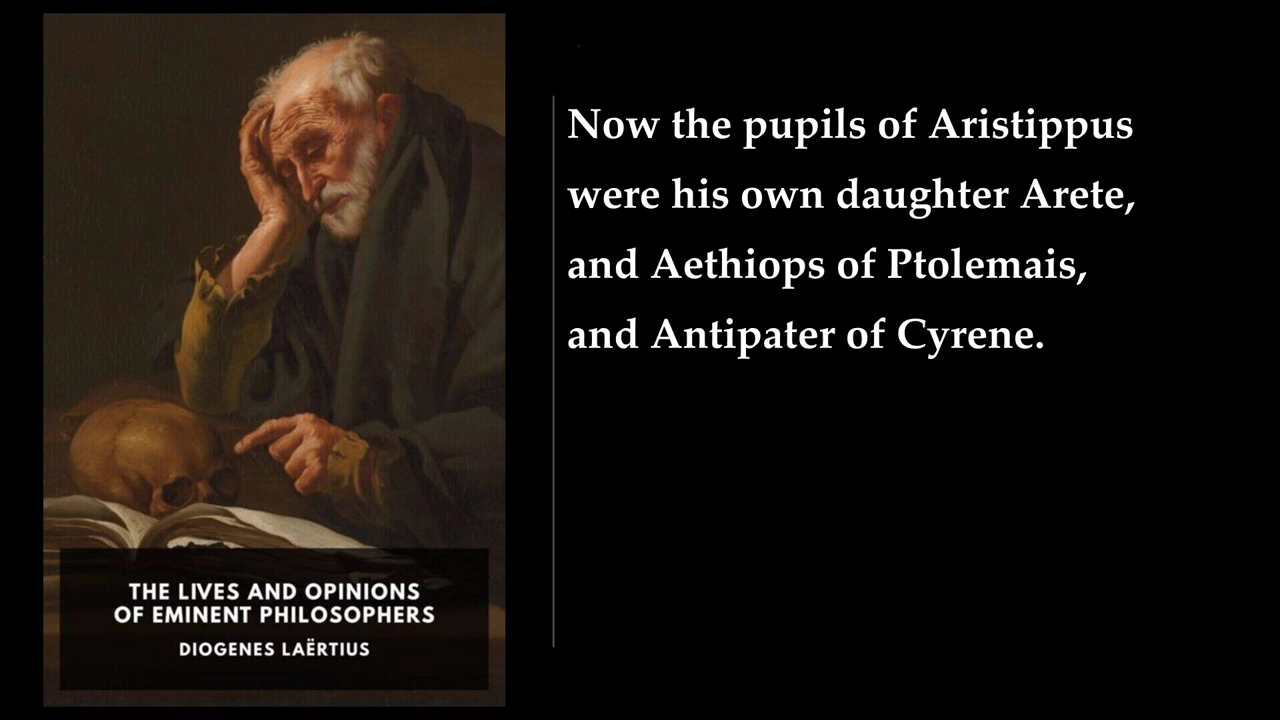 THE LIVES AND OPINIONS
OF EMINENT PHILOSOPHERS
DIOGENES LAËRTIUS
Now the pupils of Aristippus
were his own daughter Arete,
and Aethiops of Ptolemais,
and Antipater of Cyrene.